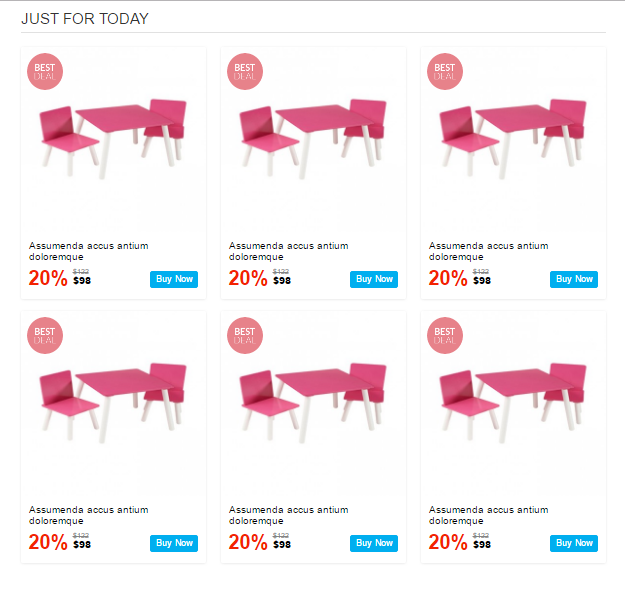 JUST FOR TODAY
BEST
DEAL
BEST
DEAL
BEST
DEAL
Assumenda accus antium
doloremque
20% $122
$98
Buy Now
Assumenda accus antium
doloremque
20% $122
$98
Buy Now
Assumenda accus antium
doloremque
20% $122
$98
Buy Now
BEST
DEAL
BEST
DEAL
BEST
DEAL
Assumenda accus antium
doloremque
20% $122
$98
Buy Now
Assumenda accus antium
doloremque
20% $122
$98
Buy Now
Assumenda accus antium
doloremque
20% $122
$98
Buy Now